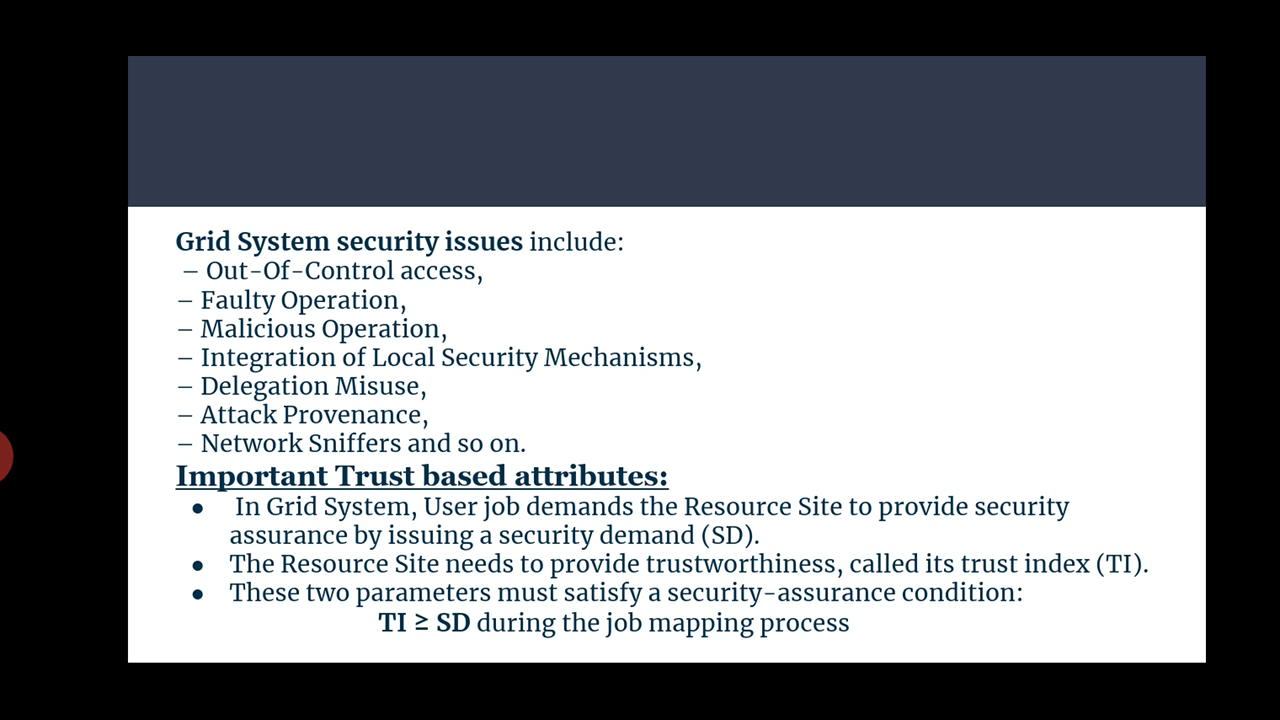 Grid System security issues include:
– Out-Of-Control access,
– Faulty Operation,
– Malicious Operation,
– Integration of Local Security Mechanisms,
– Delegation Misuse,
– Attack Provenance,
– Network Sniffers and so on.
Important Trust based attributes:
● In Grid System, User job demands the Resource Site to provide security
assurance by issuing a security demand (SD).
● The Resource Site needs to provide trustworthiness, called its trust index (TI).
● These two parameters must satisfy a security-assurance condition:
TI ≥ SD during the job mapping process